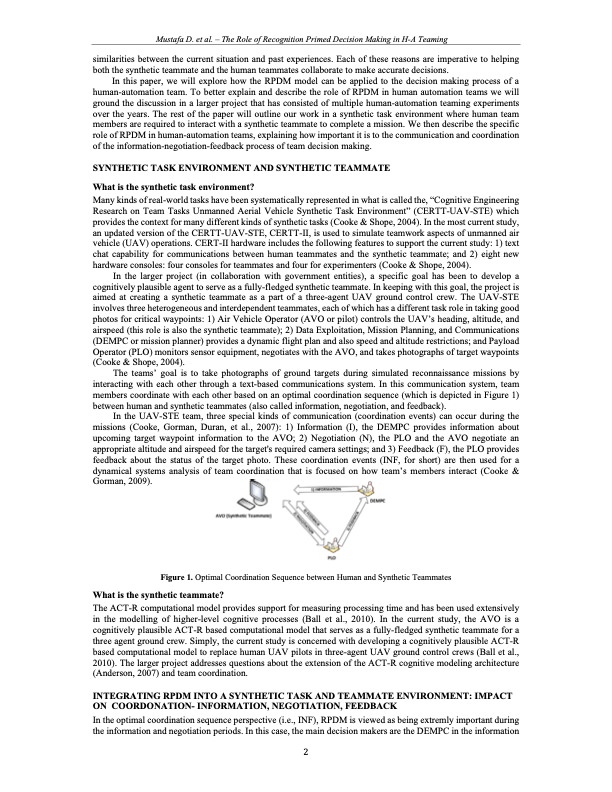 Mustafa D. et al. – The Role of Recognition Primed Decision Making in H-A Teaming
similarities between the current situation and past experiences. Each of these reasons are imperative to helping
both the synthetic teammate and the human teammates collaborate to make accurate decisions.
In this paper, we will explore how the RPDM model can be applied to the decision making process of a
human-automation team. To better explain and describe the role of RPDM in human automation teams we will
ground the discussion in a larger project that has consisted of multiple human-automation teaming experiments
over the years. The rest of the paper will outline our work in a synthetic task environment where human team
members are required to interact with a synthetic teammate to complete a mission. We then describe the specific
role of RPDM in human-automation teams, explaining how important it is to the communication and coordination
of the information-negotiation-feedback process of team decision making.
SYNTHETIC TASK ENVIRONMENT AND SYNTHETIC TEAMMATE
What is the synthetic task environment?
Many kinds of real-world tasks have been systematically represented in what is called the, “Cognitive Engineering
Research on Team Tasks Unmanned Aerial Vehicle Synthetic Task Environment” (CERTT-UAV-STE) which
provides the context for many different kinds of synthetic tasks (Cooke & Shope, 2004). In the most current study,
an updated version of the CERTT-UAV-STE, CERTT-II, is used to simulate teamwork aspects of unmanned air
vehicle (UAV) operations. CERT-II hardware includes the following features to support the current study: 1) text
chat capability for communications between human teammates and the synthetic teammate; and 2) eight new
hardware consoles: four consoles for teammates and four for experimenters (Cooke & Shope, 2004).
In the larger project (in collaboration with government entities), a specific goal has been to develop a
cognitively plausible agent to serve as a fully-fledged synthetic teammate. In keeping with this goal, the project is
aimed at creating a synthetic teammate as a part of a three-agent UAV ground control crew. The UAV-STE
involves three heterogeneous and interdependent teammates, each of which has a different task role in taking good
photos for critical waypoints: 1) Air Vehicle Operator (AVO or pilot) controls the UAV’s heading, altitude, and
airspeed (this role is also the synthetic teammate); 2) Data Exploitation, Mission Planning, and Communications
(DEMPC or mission planner) provides a dynamic flight plan and also speed and altitude restrictions; and Payload
Operator (PLO) monitors sensor equipment, negotiates with the AVO, and takes photographs of target waypoints
(Cooke & Shope, 2004).
The teams’ goal is to take photographs of ground targets during simulated reconnaissance missions by
interacting with each other through a text-based communications system. In this communication system, team
members coordinate with each other based on an optimal coordination sequence (which is depicted in Figure 1)
between human and synthetic teammates (also called information, negotiation, and feedback).
In the UAV-STE team, three special kinds of communication (coordination events) can occur during the
missions (Cooke, Gorman, Duran, et al., 2007): 1) Information (I), the DEMPC provides information about
upcoming target waypoint information to the AVO; 2) Negotiation (N), the PLO and the AVO negotiate an
appropriate altitude and airspeed for the target's required camera settings; and 3) Feedback (F), the PLO provides
feedback about the status of the target photo. These coordination events (INF, for short) are then used for a
dynamical systems analysis of team coordination that is focused on how team’s members interact (Cooke &
Gorman, 2009).
1) INFORMATION
DEMPC
AVO (Synthetic Teammate)
PLO
Figure 1. Optimal Coordination Sequence between Human and Synthetic Teammates
What is the synthetic teammate?
The ACT-R computational model provides support for measuring processing time and has been used extensively
in the modelling of higher-level cognitive processes (Ball et al., 2010). In the current study, the AVO is a
cognitively plausible ACT-R based computational model that serves as a fully-fledged synthetic teammate for a
three agent ground crew. Simply, the current study is concerned with developing a cognitively plausible ACT-R
based computational model to replace human UAV pilots in three-agent UAV ground control crews (Ball et al.,
2010). The larger project addresses questions about the extension of the ACT-R cognitive modeling architecture
(Anderson, 2007) and team coordination.
INTEGRATING RPDM INTO A SYNTHETIC TASK AND TEAMMATE ENVIRONMENT: IMPACT
ON COORDONATION- INFORMATION, NEGOTIATION, FEEDBACK
In the optimal coordination sequence perspective (i.e., INF), RPDM is viewed as being extremly important during
the information and negotiation periods. In this case, the main decision makers are the DEMPC in the information
2